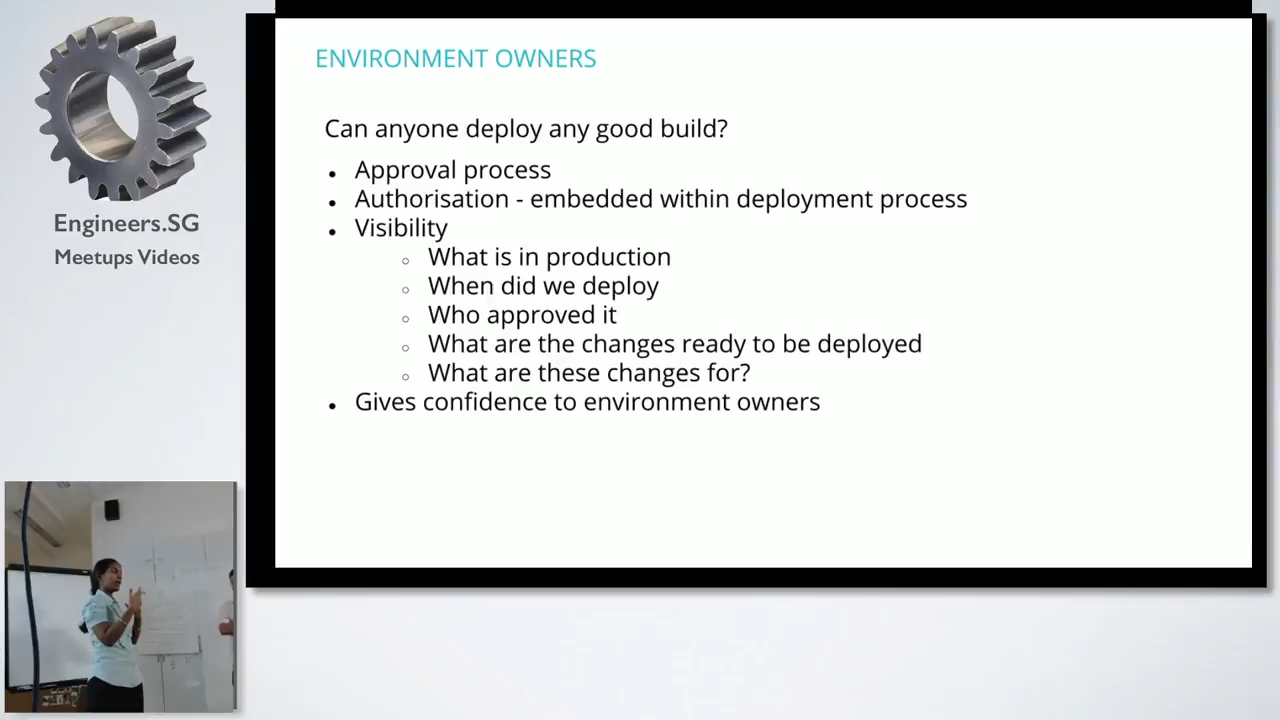 Engineers.SG
Meetups Videos
ENVIRONMENT OWNERS
Can anyone deploy any good build?
• Approval process
• Authorisation - embedded within deployment process
• Visibility
○ What is in production
○ When did we deploy
○ Who approved it
○ What are the changes ready to be deployed
○ What are these changes for?
• Gives confidence to environment owners